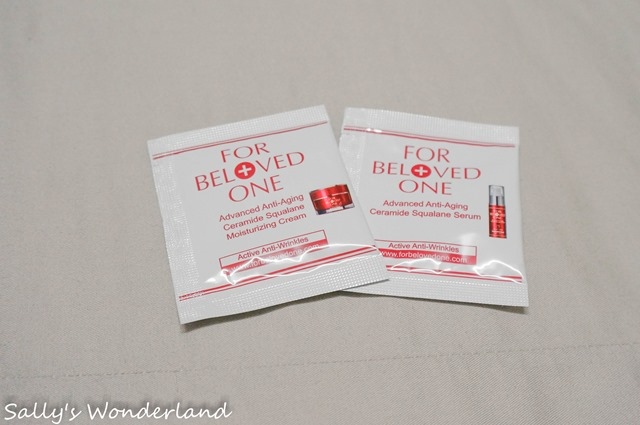 FOR
BELOVED
ONE
Advanced Anti-Aging
Ceramide Squalane
Moisturizing Cream
Active Anti-Wrinkles
FOR
BELOVED
ONE
Advanced Anti-Aging
Ceramide Squalane Serum
Active Anti-Wrinkles
www.forbelovedone.com
Sally's Wonderland